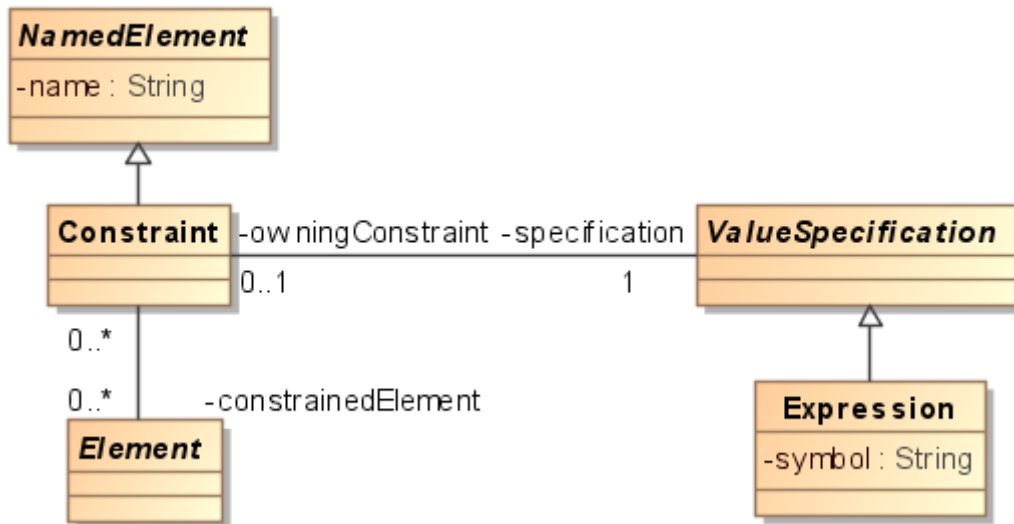 NamedElement
-name : String
Constraint
-owningConstraint
-specification
ValueSpecification
0..1
1
0..*
0..*
-constrainedElement
Element
Expression
-symbol : String